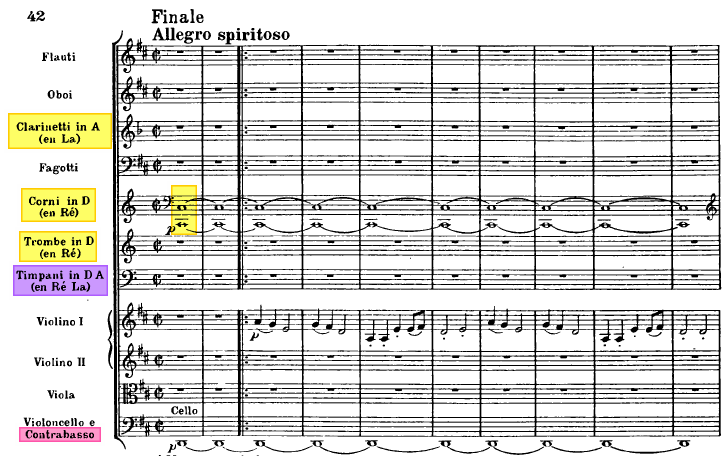 42
Finale
Allegro spiritoso
Flauti
Oboi
Clarinetti in A
(en La)
Fagotti
Corni in D
(en Ré)
p
Trombe in D
(en Ré)
Timpani in D A
(en Ré La)
Violino I
p
Violino II
Viola
Cello
Violoncello e
Contrabasso
p